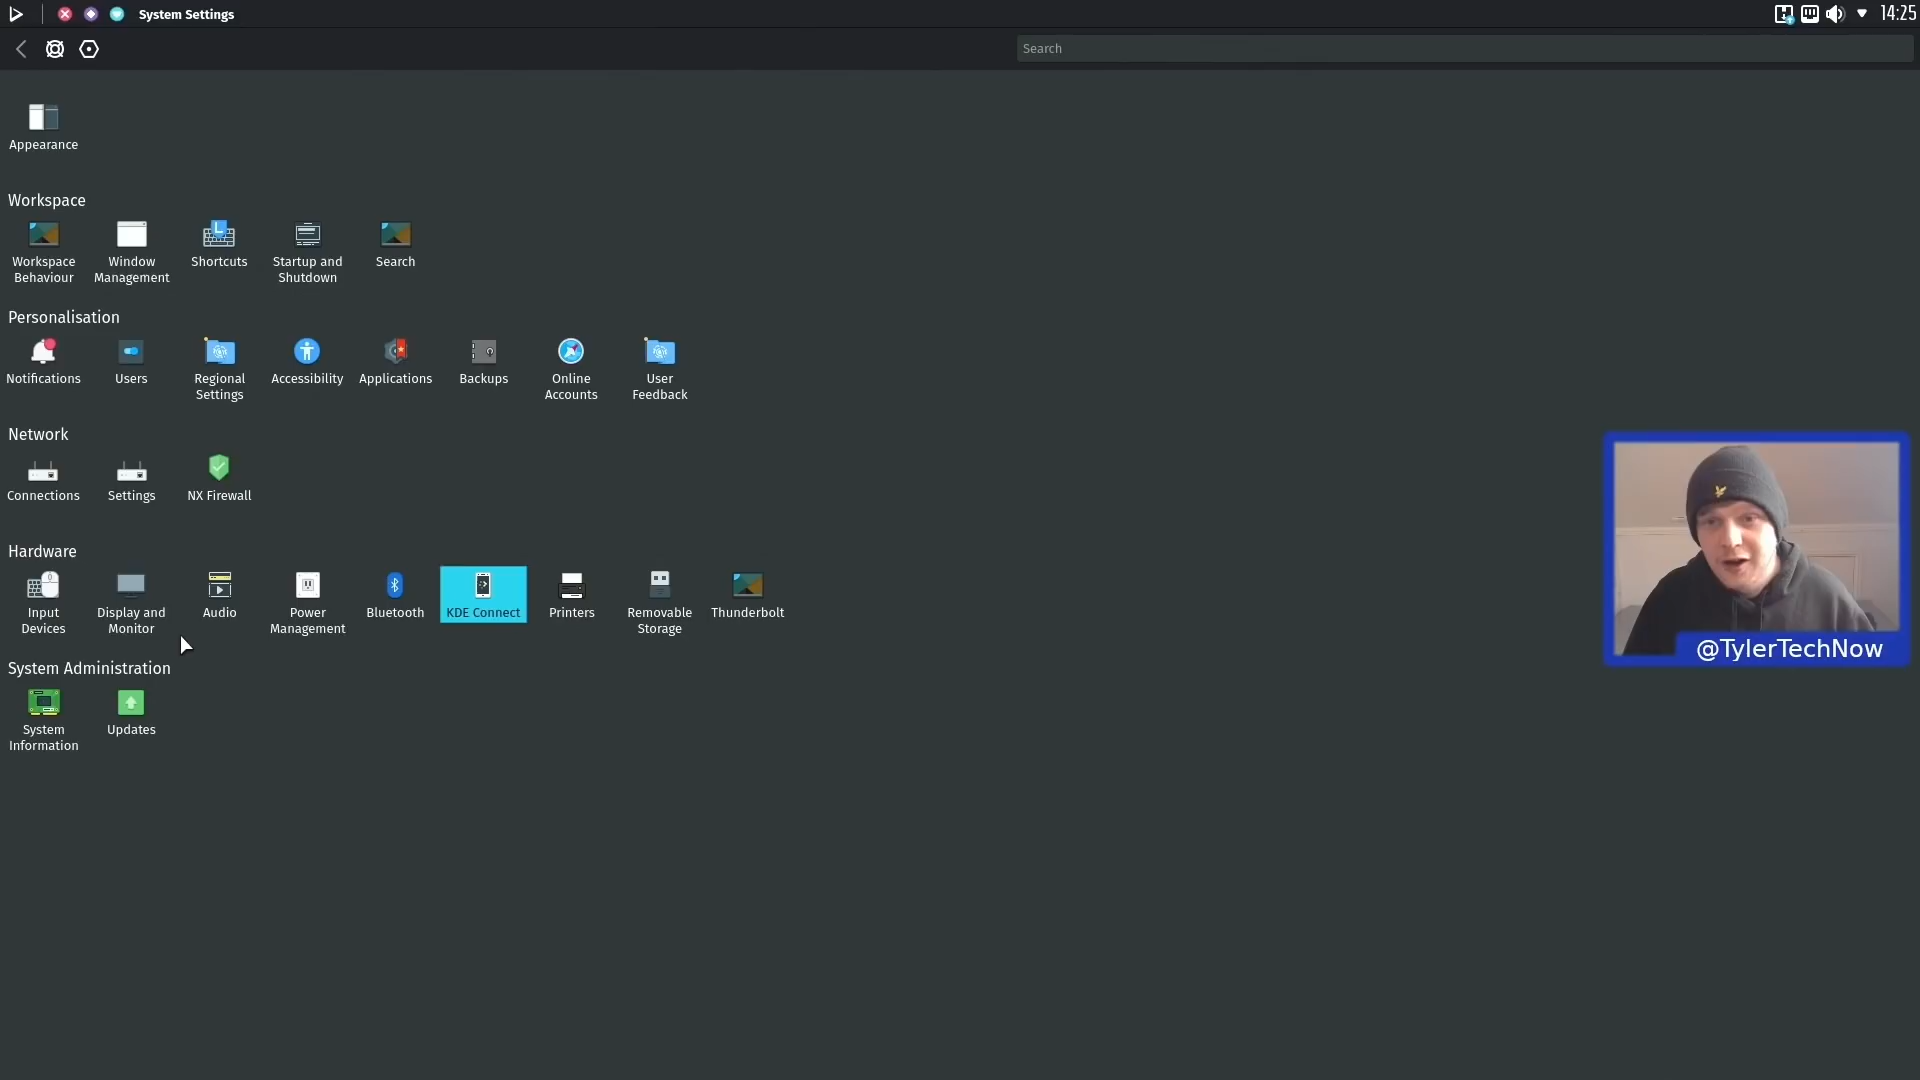 System Settings
14:25
Search
Appearance
Workspace
Workspace
Behaviour
Window
Management
Shortcuts
Startup and
Shutdown
Search
Personalisation
Notifications
Users
Regional
Settings
Accessibility
Applications
Backups
Online
Accounts
User
Feedback
Network
Connections
Settings
NX Firewall
Hardware
Input
Devices
Display and
Monitor
Audio
Power
Management
Bluetooth
KDE Connect
Printers
Removable
Storage
Thunderbolt
@TylerTechNow
System Administration
System
Information
Updates